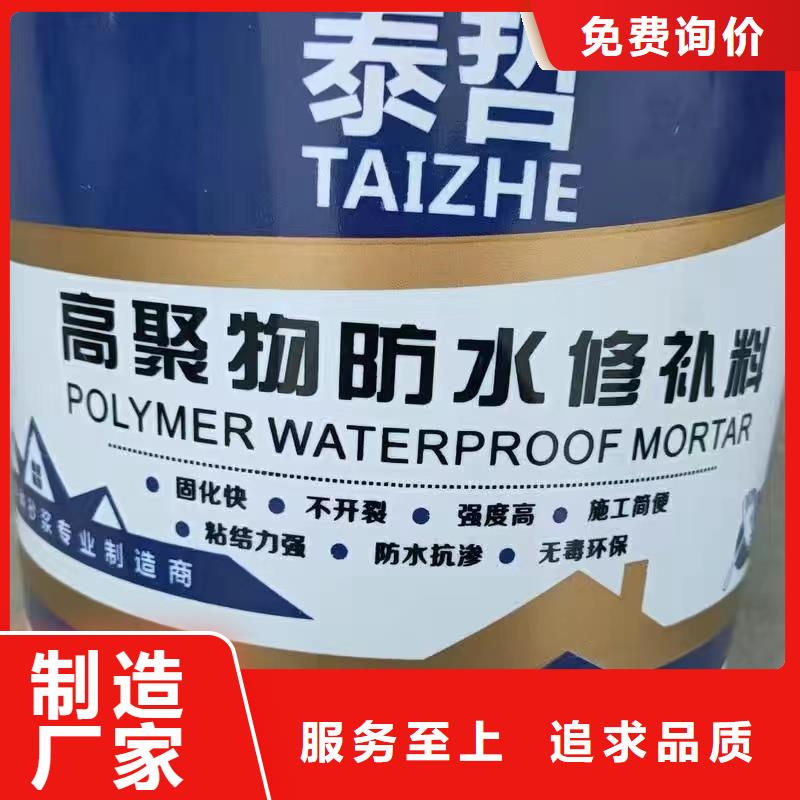 免费询价
泰哲
TAIZHE
高聚物防水修补料
POLYMER WATERPROOF MORTAR
• 固化快 • 不开裂 • 强度高 • 施工简便
• 粘结力强 • 防水抗渗 • 无毒环保
砂浆专业制造商
制造
厂家
服务至上 追求品质